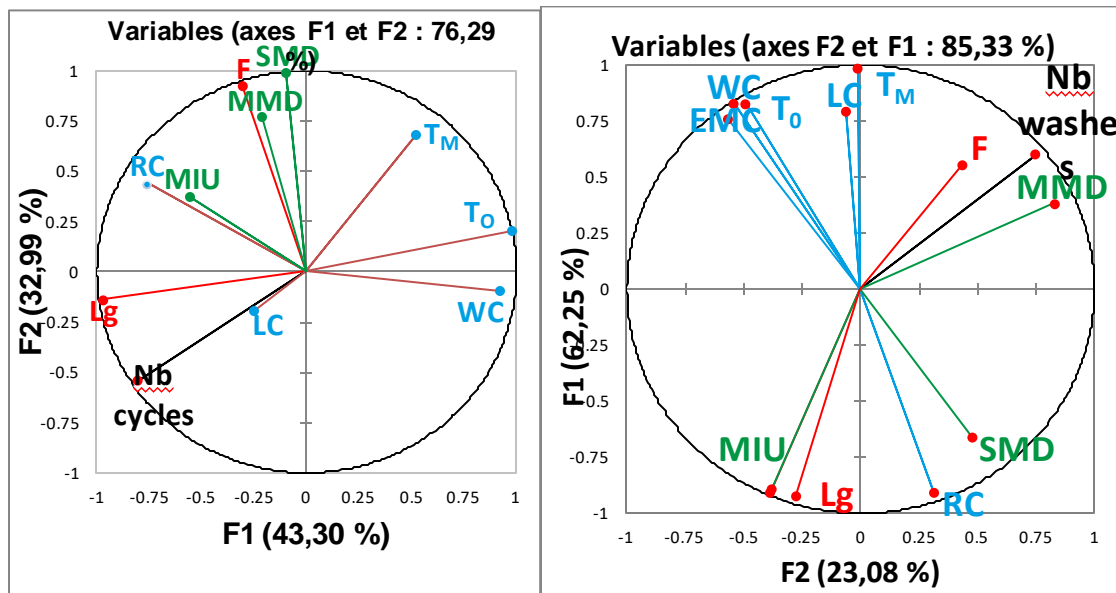 Variables (axes F1 et F2 : 76,29
%)
SMD
F
MMD
T_M
RC
MIU
T_O
WC
Lg
LC
Nb
cycles
1
0.75
0.5
0.25
0
-0.25
-0.5
-0.75
-1
-1 -0.75 -0.5 -0.25 0 0.25 0.5 0.75 1
F2 (32,99 %)
F1 (43,30 %)
Variables (axes F2 et F1 : 85,33 %)
WC
EMC
T_0
LC
T_M
Nb
washe
s
F
MMD
MIU
Lg
SMD
RC
1
0.75
0.5
0.25
0
-0.25
-0.5
-0.75
-1
-1 -0.75 -0.5 -0.25 0 0.25 0.5 0.75 1
F1 (62,25 %)
F2 (23,08 %)